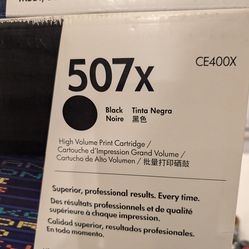 507x
CE400X
Black Tinta Negra
Noire 黑色
High Volume Print Cartridge /
Cartouche d'Impression Grand Volume /
Cartucho de Alto Volumen / 批量打印硒鼓
Superior, professional results. Every time.
Des résultats professionnels et de qualité
supérieure à chaque impression.
Calidad superior, resultados profesionales.
En todo momento.